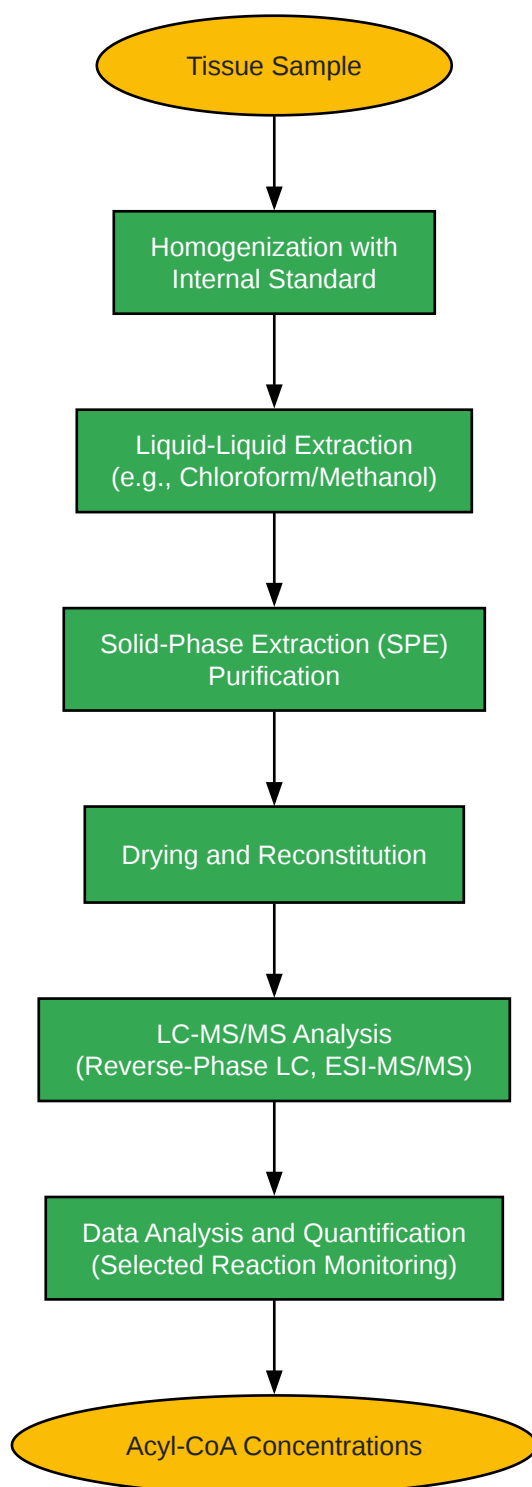 Tissue Sample
Homogenization with
Internal Standard
Liquid-Liquid Extraction
(e.g., Chloroform/Methanol)
Solid-Phase Extraction (SPE)
Purification
Drying and Reconstitution
LC-MS/MS Analysis
(Reverse-Phase LC, ESI-MS/MS)
Data Analysis and Quantification
(Selected Reaction Monitoring)
Acyl-CoA Concentrations